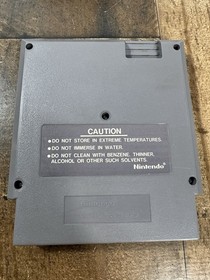 CAUTION
●DO NOT STORE IN EXTREME TEMPERATURES.
●DO NOT IMMERSE IN WATER.
●DO NOT CLEAN WITH BENZENE, THINNER,
ALCOHOL OR OTHER SUCH SOLVENTS.
Nintendo